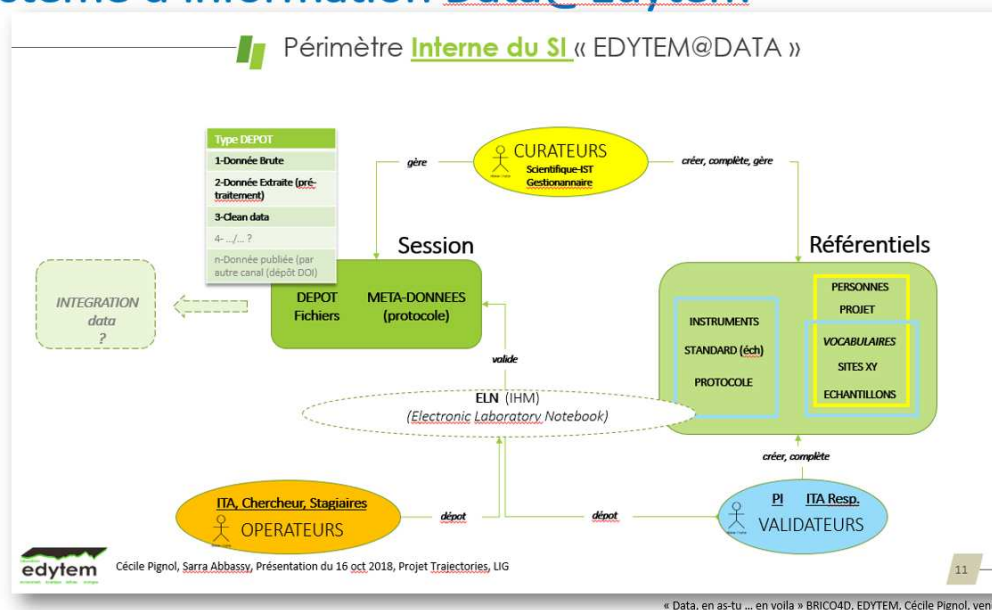 Data@Edytem.
Périmètre Interne du SI « EDYTEM@DATA »
Type DEPOT
1-Donnée Brute
2-Donnée Extraite (pré-
traitement)
3-Clean data
4- .../... ?
n-Donnée publiée (par
autre canal (dépôt DOI)
gère
CURATEURS
Scientifique-IST
Gestionannaire
créer, complète, gère
Session
DEPOT
Fichiers
META-DONNEES
(protocole)
INTEGRATION
data
?
Référentiels
INSTRUMENTS
STANDARD (éch)
PROTOCOLE
PERSONNES
PROJET
VOCABULAIRES
SITES XY
ECHANTILLONS
valide
ELN (IHM)
(Electronic Laboratory Notebook)
créer, complète
ITA, Chercheur, Stagiaires
OPERATEURS
dépot
dépot
PI ITA Resp.
VALIDATEURS
edytem
Cécile Pignol, Sarra Abbassy, Présentation du 16 oct 2018, Projet Trajectories, LIG
11
« Data, en as-tu ... en voila » BRICO4D, EDYTEM, Cécile Pignol, ven